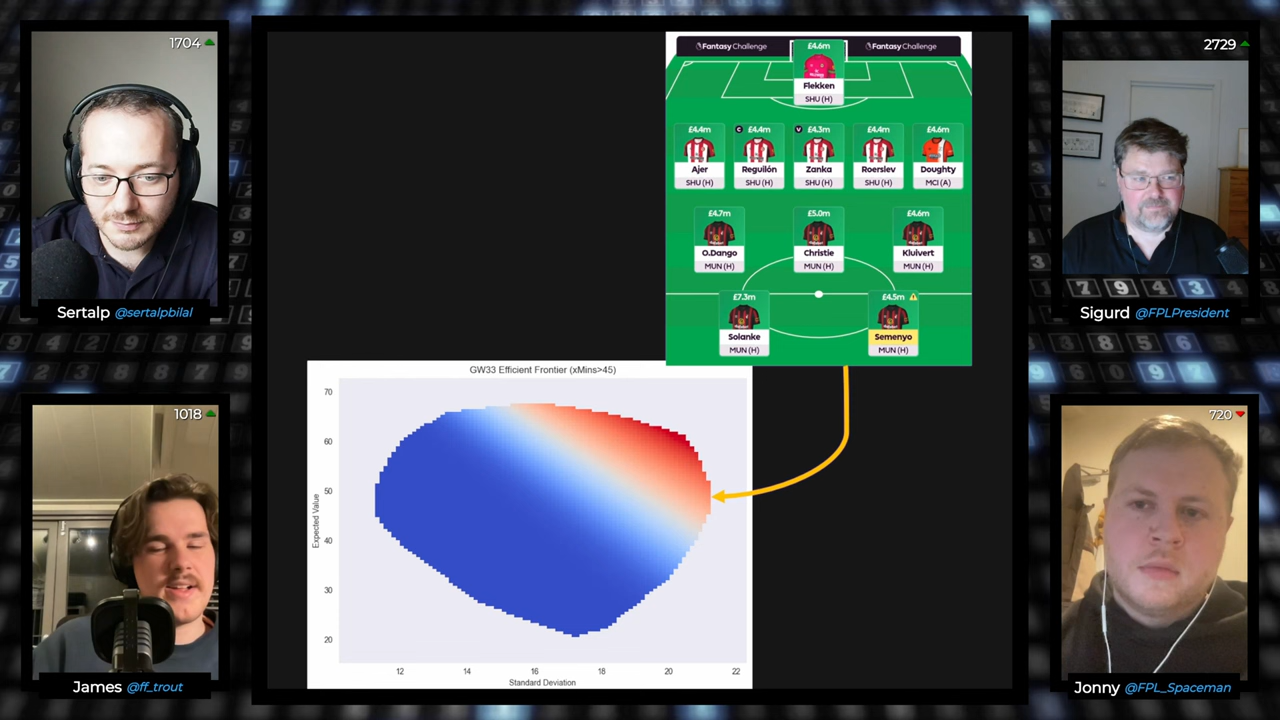 1704
Sertalp @sertalpbilal
1018
James @ff_trout
Fantasy Challenge
Fantasy Challenge
£4.6m
Flekken
SHU (H)
£4.4m
C £4.4m
V £4.3m
£4.4m
£4.6m
Ajer
Reguilón
Zanka
Roerslev
Doughty
SHU (H)
SHU (H)
SHU (H)
SHU (H)
MCI (A)
£4.7m
£5.0m
£4.6m
O.Dango
Christie
Kluivert
MUN (H)
MUN (H)
MUN (H)
£7.3m
£4.5m
Solanke
Semenyo
MUN (H)
MUN (H)
GW33 Efficient Frontier (xMins>45)
70
60
50
40
30
20
Expected Value
12
14
16
18
20
22
Standard Deviation
2729
Sigurd @FPLPresident
720
Jonny @FPL_Spaceman